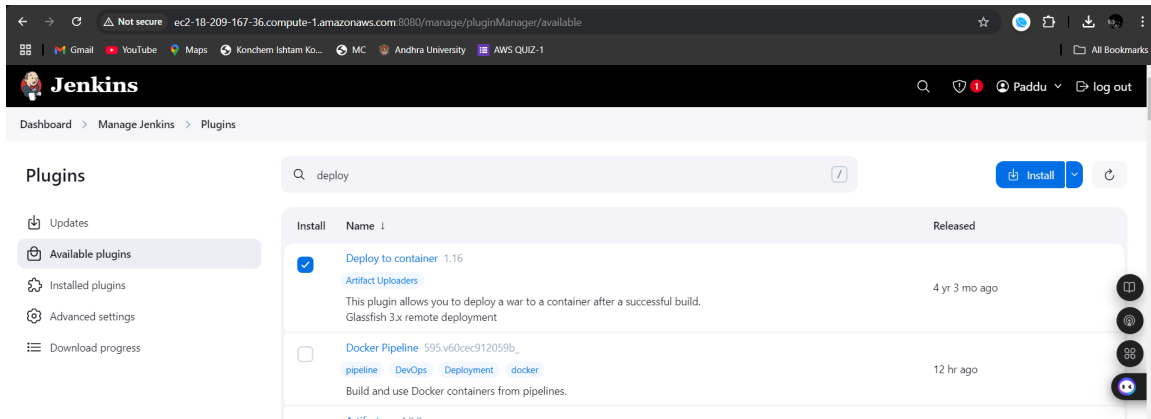 Not secure ec2-18-209-167-36.compute-1.amazonaws.com:8080/manage/pluginManager/available
Gmail YouTube Maps Konchem Ishtam Ko... MC Andhra University AWS QUIZ-1 All Bookmarks
Jenkins 1 Paddu log out
Dashboard > Manage Jenkins > Plugins
Plugins deploy / Install
Updates Install Name ↓ Released
Available plugins Deploy to container 1.16
Artifact Uploaders
Installed plugins This plugin allows you to deploy a war to a container after a successful build. 4 yr 3 mo ago
Glassfish 3.x remote deployment
Advanced settings
Download progress Docker Pipeline 595.v60cec912059b_
pipeline DevOps Deployment docker 12 hr ago
Build and use Docker containers from pipelines.